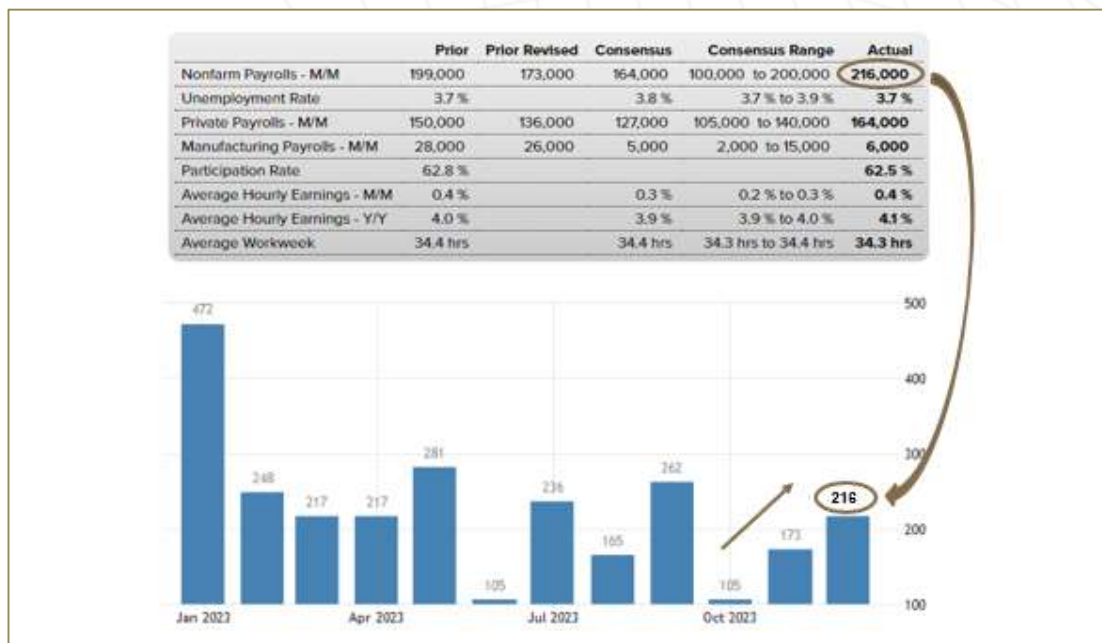 Prior Prior Revised Consensus Consensus Range Actual
Nonfarm Payrolls - M/M 199,000 173,000 164,000 100,000 to 200,000 216,000
Unemployment Rate 3.7 % 3.8 % 3.7 % to 3.9 % 3.7 %
Private Payrolls - M/M 150,000 136,000 127,000 105,000 to 140,000 164,000
Manufacturing Payrolls - M/M 28,000 26,000 5,000 2,000 to 15,000 6,000
Participation Rate 62.8 % 62.5 %
Average Hourly Earnings - M/M 0.4 % 0.3 % 0.2 % to 0.3 % 0.4 %
Average Hourly Earnings - Y/Y 4.0 % 3.9 % 3.9 % to 4.0 % 4.1 %
Average Workweek 34.4 hrs 34.4 hrs 34.3 hrs to 34.4 hrs 34.3 hrs
472 500
400
281 300
248 217 217 236 165 262 216
200
105 105 173
100
Jan 2023 Apr 2023 Jul 2023 Oct 2023